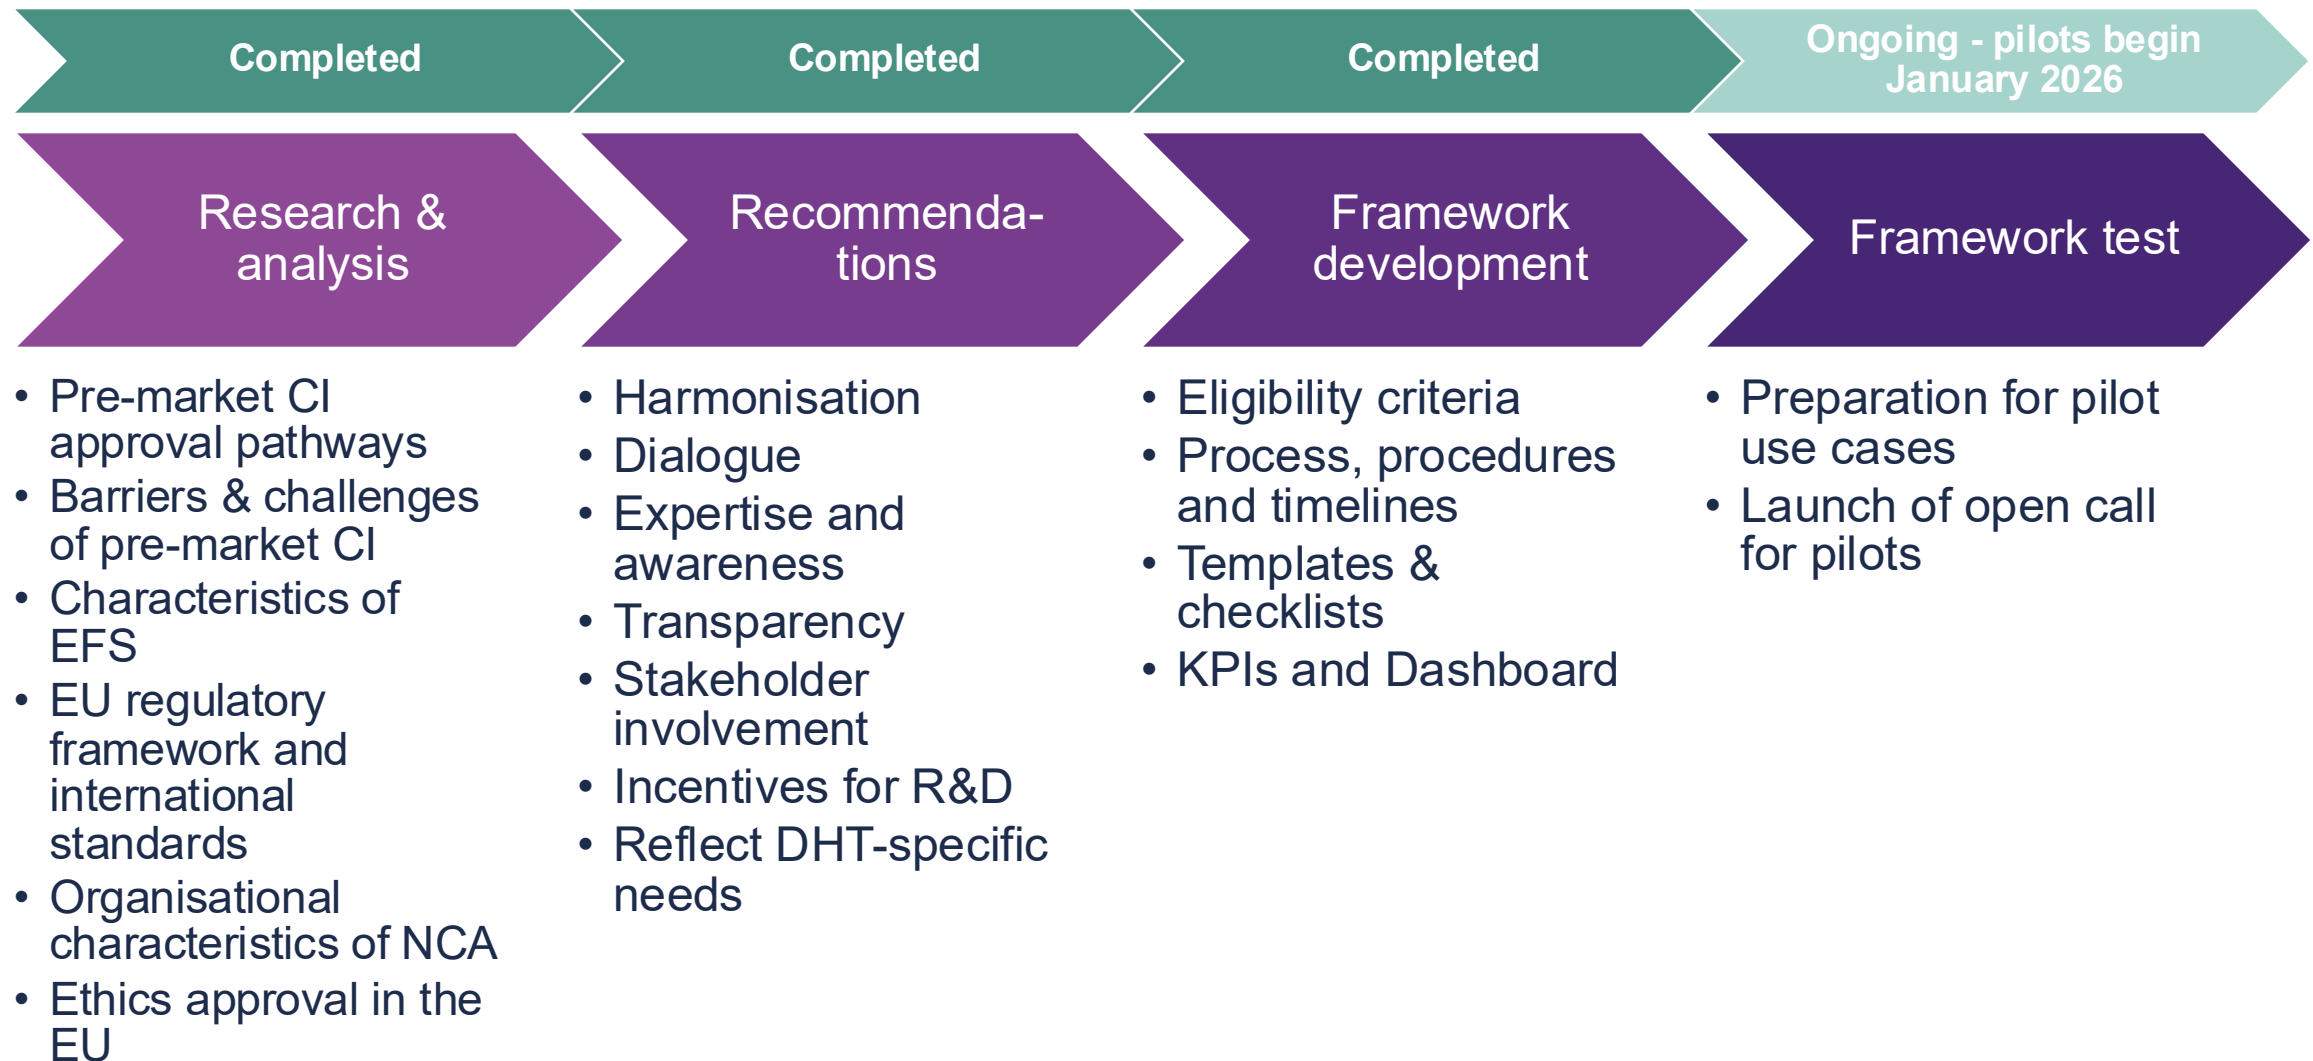 Completed
Completed
Completed
Ongoing - pilots begin
January 2026
Research &
analysis
Recommenda-
tions
Framework
development
Framework test
• Pre-market CI
approval pathways
• Barriers & challenges
of pre-market CI
• Characteristics of
EFS
• EU regulatory
framework and
international
standards
• Organisational
characteristics of NCA
• Ethics approval in the
EU
• Harmonisation
• Dialogue
• Expertise and
awareness
• Transparency
• Stakeholder
involvement
• Incentives for R&D
• Reflect DHT-specific
needs
• Eligibility criteria
• Process, procedures
and timelines
• Templates &
checklists
• KPIs and Dashboard
• Preparation for pilot
use cases
• Launch of open call
for pilots